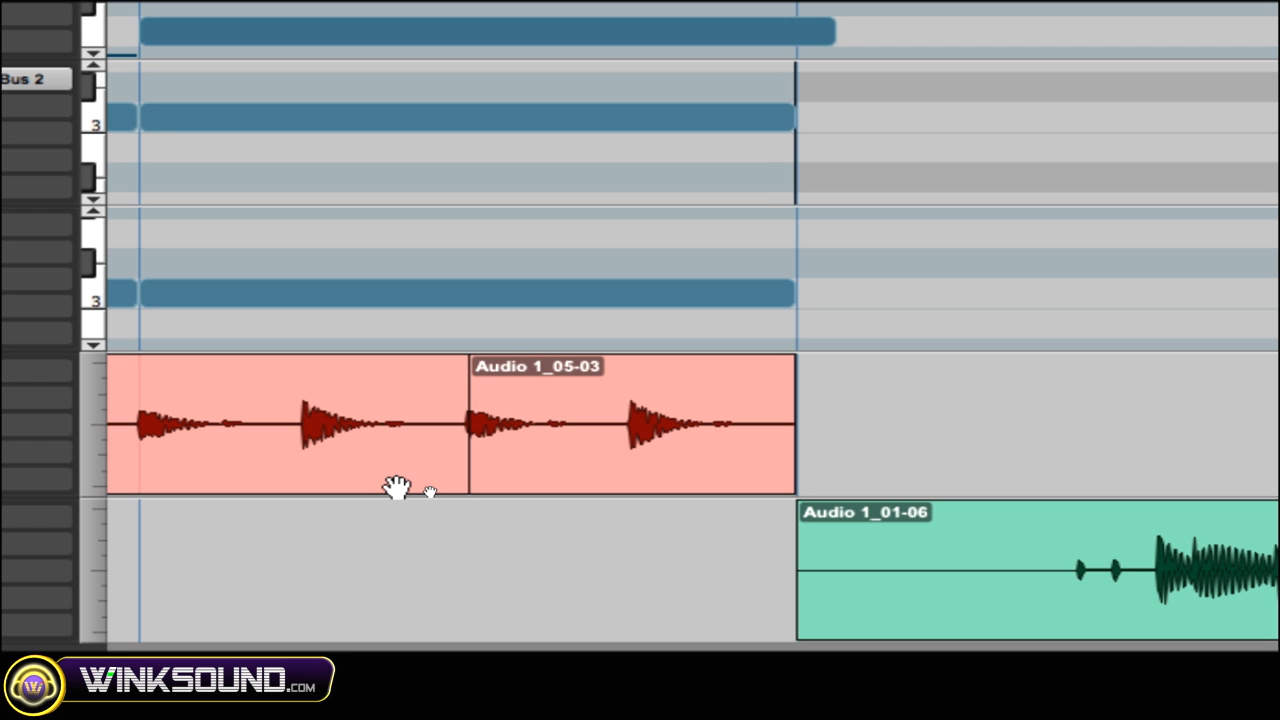 Bus 2
3
3
Audio 1_05-03
Audio 1_01-06
WINKSOUND.COM